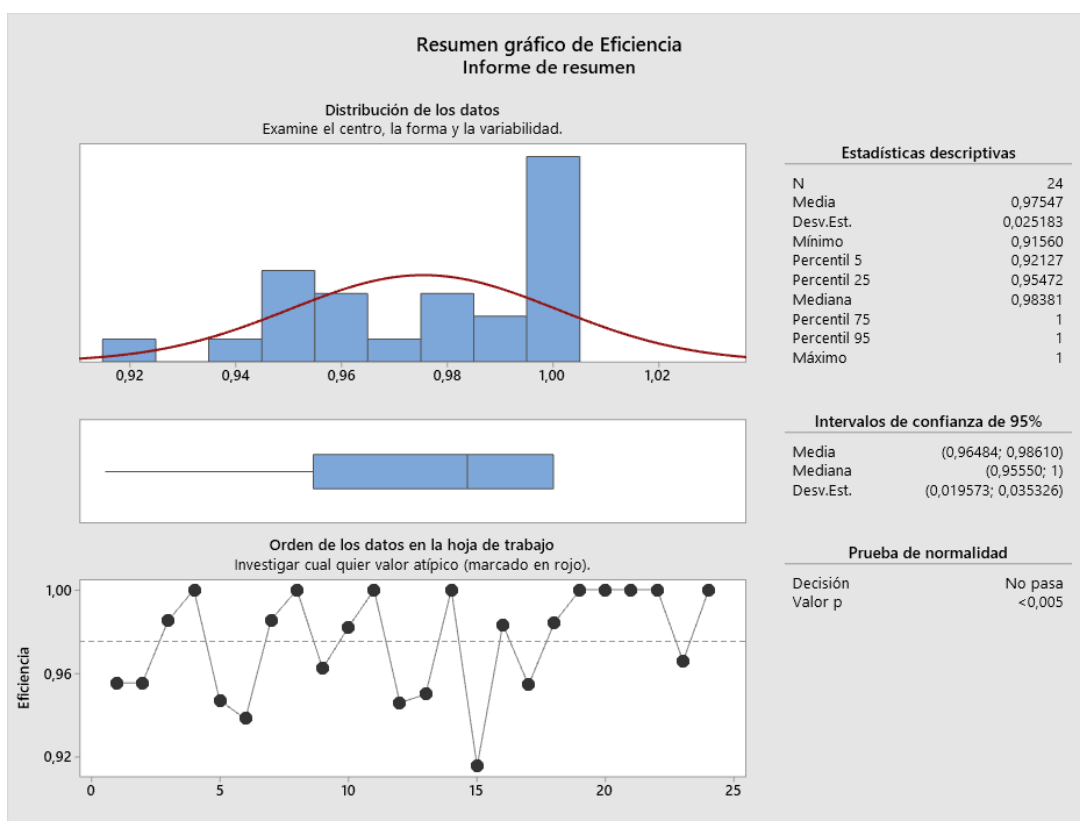 Resumen gráfico de Eficiencia
Informe de resumen
Distribución de los datos
Examine el centro, la forma y la variabilidad.
0,92 0,94 0,96 0,98 1,00 1,02
Estadísticas descriptivas
N 24
Media 0,97547
Desv.Est. 0,025183
Mínimo 0,91560
Percentil 5 0,92127
Percentil 25 0,95472
Mediana 0,98381
Percentil 75 1
Percentil 95 1
Máximo 1
Intervalos de confianza de 95%
Media (0,96484; 0,98610)
Mediana (0,95550; 1)
Desv.Est. (0,019573; 0,035326)
Orden de los datos en la hoja de trabajo
Investigar cual quier valor atípico (marcado en rojo).
Eficiencia
1,00
0,96
0,92
0 5 10 15 20 25
Prueba de normalidad
Decisión No pasa
Valor p <0,005